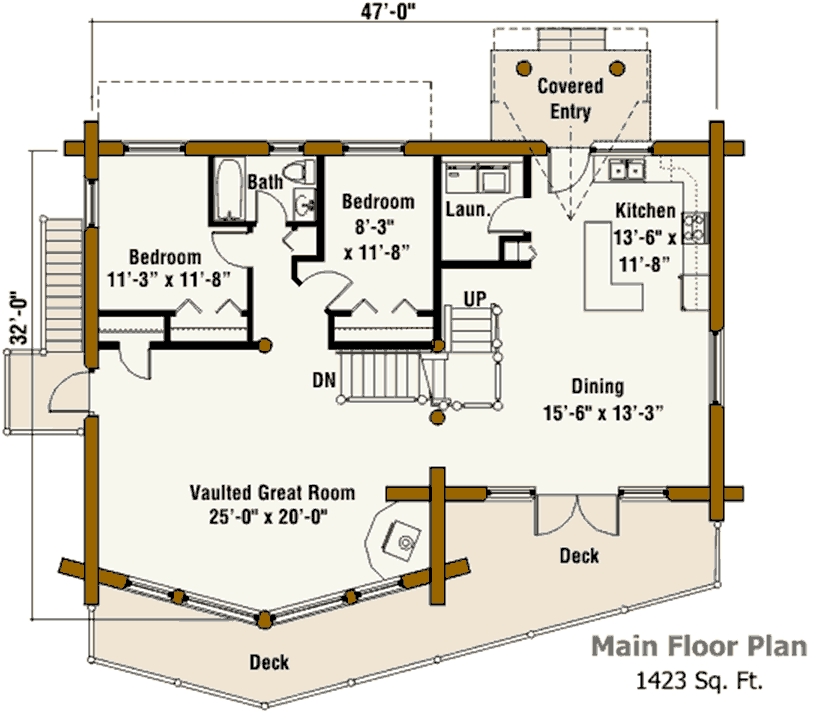 47'-0"
Covered
Entry
Bath
Bedroom
8'-3"
x 11'-8"
Laun.
Kitchen
13'-6" x
11'-8"
Bedroom
11'-3" x 11'-8"
32'-0"
UP
DN
Dining
15'-6" x 13'-3"
Vaulted Great Room
25'-0" x 20'-0"
Deck
Deck
Main Floor Plan
1423 Sq. Ft.